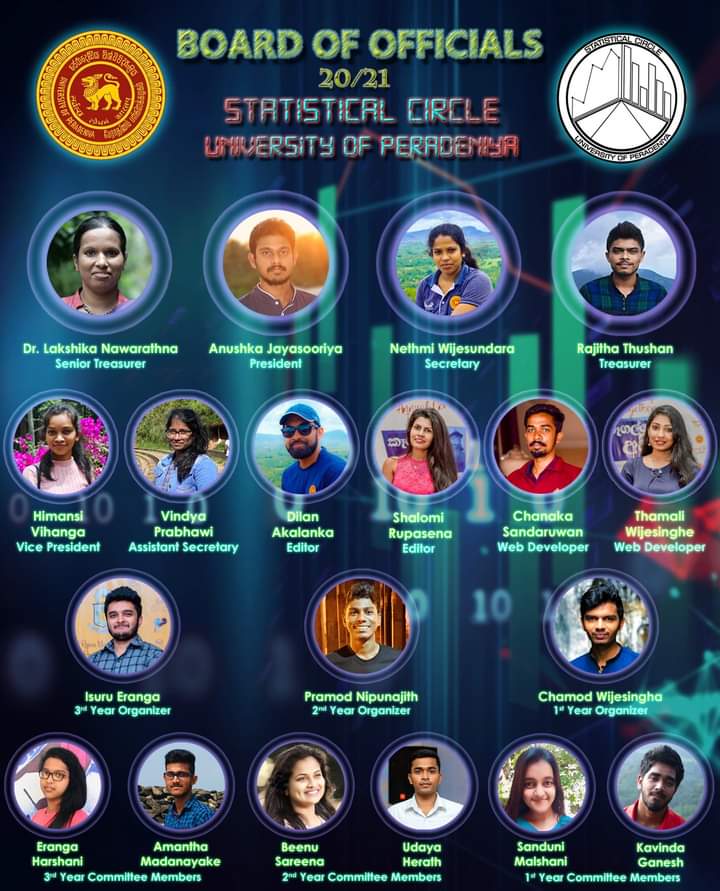 BOARD OF OFFICIALS
20/21
STATISTICAL CIRCLE
UNIVERSITY OF PERADENIYA
UNIVERSITY OF PERADENIYA
STATISTICAL CIRCLE
UNIVERSITY OF PERADENIYA
Dr. Lakshika Nawarathna
Senior Treasurer
Anushka Jayasooriya
President
Nethmi Wijesundara
Secretary
Rajitha Thushan
Treasurer
Himansi
Vihanga
Vice President
Vindya
Prabhawi
Assistant Secretary
Dilan
Akalanka
Editor
Shalomi
Rupasena
Editor
Chanaka
Sandaruwan
Web Developer
Thamali
Wijesinghe
Web Developer
Isuru Eranga
3rd Year Organizer
Pramod Nipunajith
2nd Year Organizer
Chamod Wijesingha
1st Year Organizer
Eranga
Harshani
Amantha
Madanayake
3rd Year Committee Members
Beenu
Sareena
Udaya
Herath
2nd Year Committee Members
Sanduni
Malshani
Kavinda
Ganesh
1st Year Committee Members